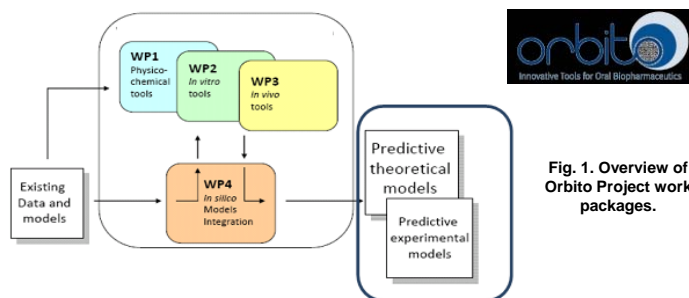 WP1
Physico-
chemical
tools
WP2
In vitro
tools
WP3
In vivo
tools
Existing
Data and
models
WP4
In silico
Models
Integration
Predictive
theoretical
models
Predictive
experimental
models
orbito
Innovative Tools for Oral Biopharmaceutics
Fig. 1. Overview of
Orbito Project work
packages.